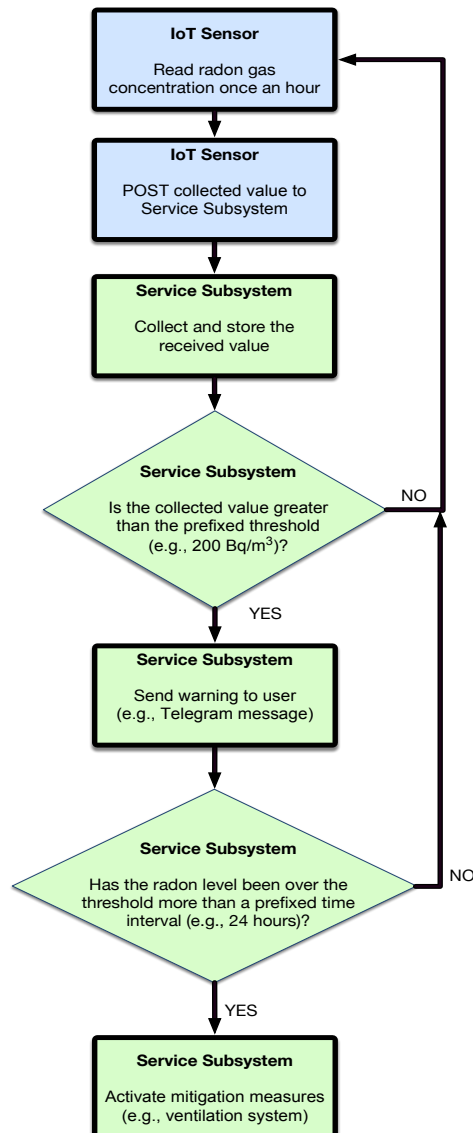 IoT Sensor
Read radon gas
concentration once an hour
IoT Sensor
POST collected value to
Service Subsystem
Service Subsystem
Collect and store the
received value
Service Subsystem
Is the collected value greater
than the prefixed threshold
(e.g., 200 Bq/m³)?
NO
YES
Service Subsystem
Send warning to user
(e.g., Telegram message)
Service Subsystem
Has the radon level been over the
threshold more than a prefixed time
interval (e.g., 24 hours)?
NO
YES
Service Subsystem
Activate mitigation measures
(e.g., ventilation system)